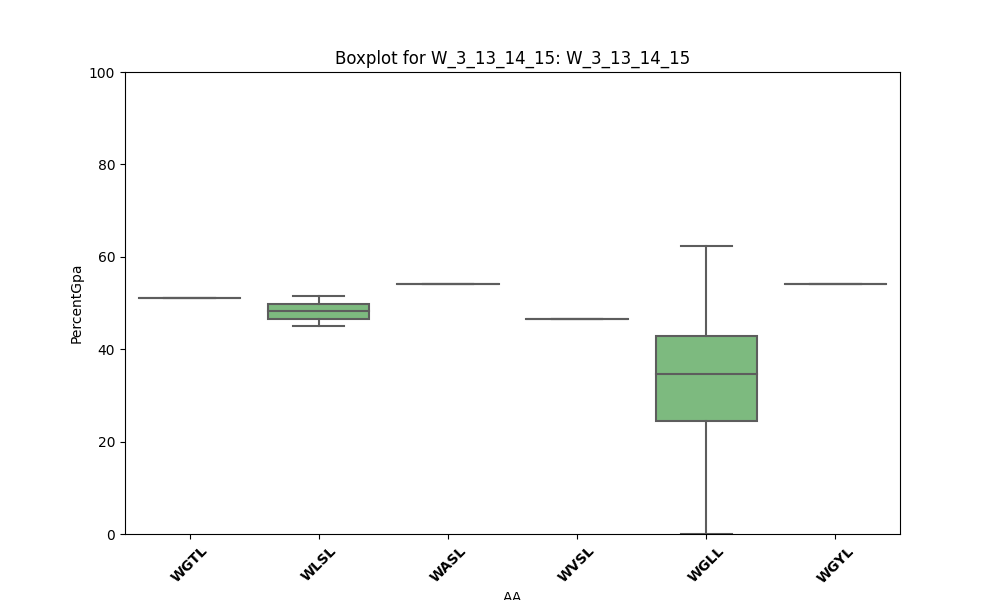 Boxplot for W_3_13_14_15: W_3_13_14_15
100
80
60
40
20
0
PercentGpa
WGTL
WLSL
WASL
WVSL
WGLL
WGYL
AA